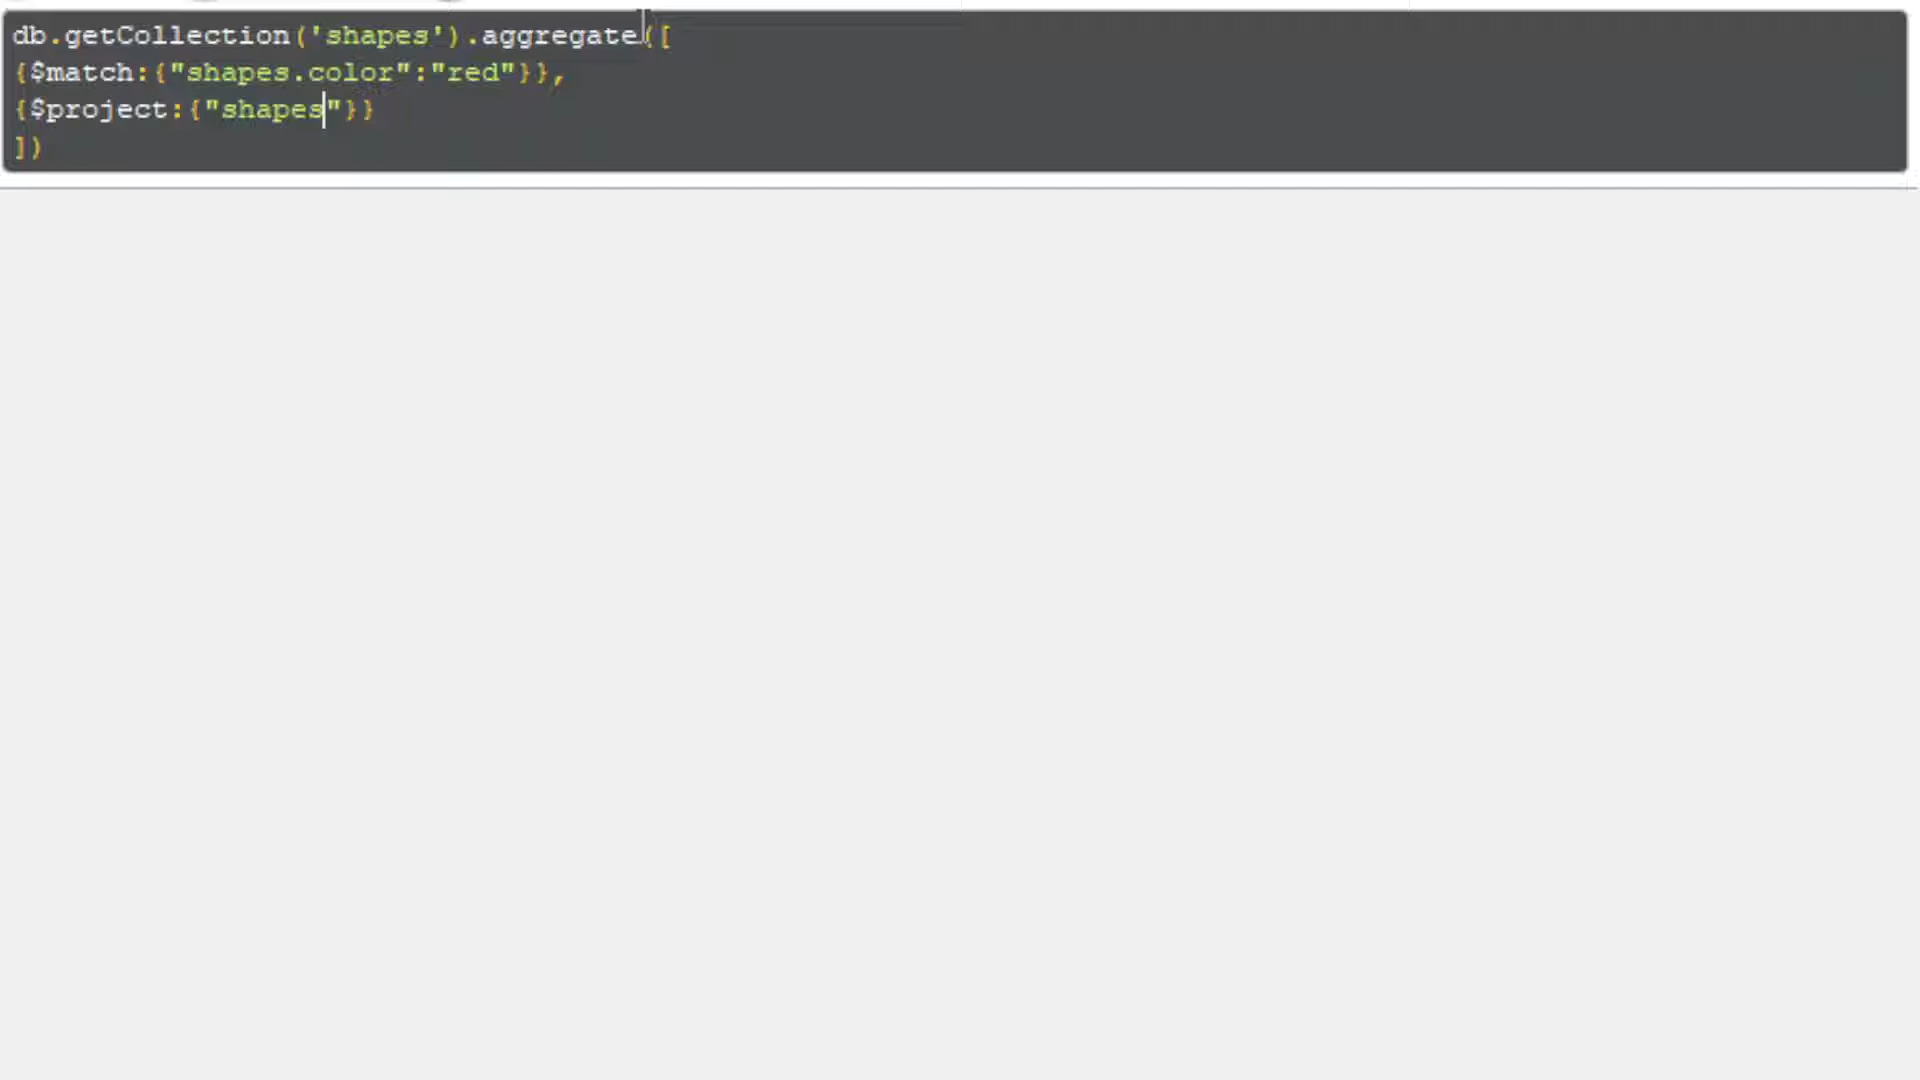 db.getCollection('shapes').aggregate([
{$match:{"shapes.color":"red"}},
{$project:{"shapes"}}
])